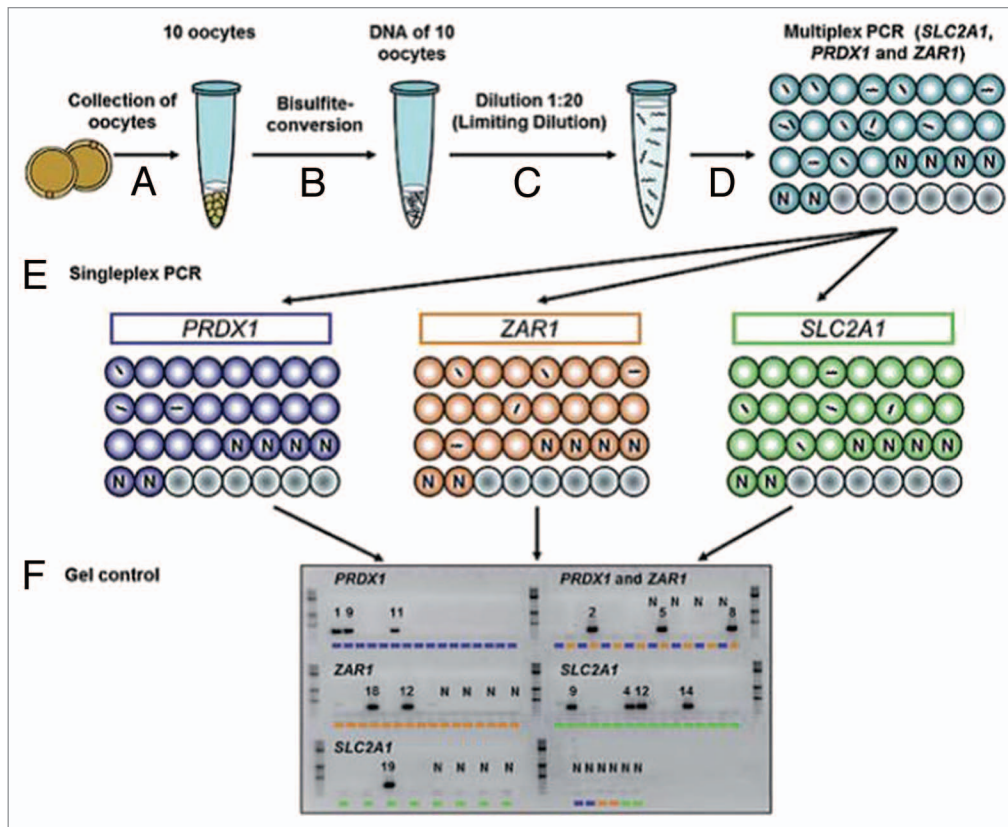 10 oocytes
DNA of 10
oocytes
Multiplex PCR (SLC2A1,
PRDX1 and ZAR1)
Collection of
oocytes
Bisulfite-
conversion
Dilution 1:20
(Limiting Dilution)
A
B
C
D
N N N N
N N
E Singleplex PCR
PRDX1
ZAR1
SLC2A1
N N N N
N N
N N N N
N N
N N N N
N N
F Gel control
PRDX1
1 9 11
PRDX1 and ZAR1
N N N N
2 5 8
ZAR1
18 12 N N N N
SLC2A1
9 4 12 14
SLC2A1
19 N N N N
N N N N N N